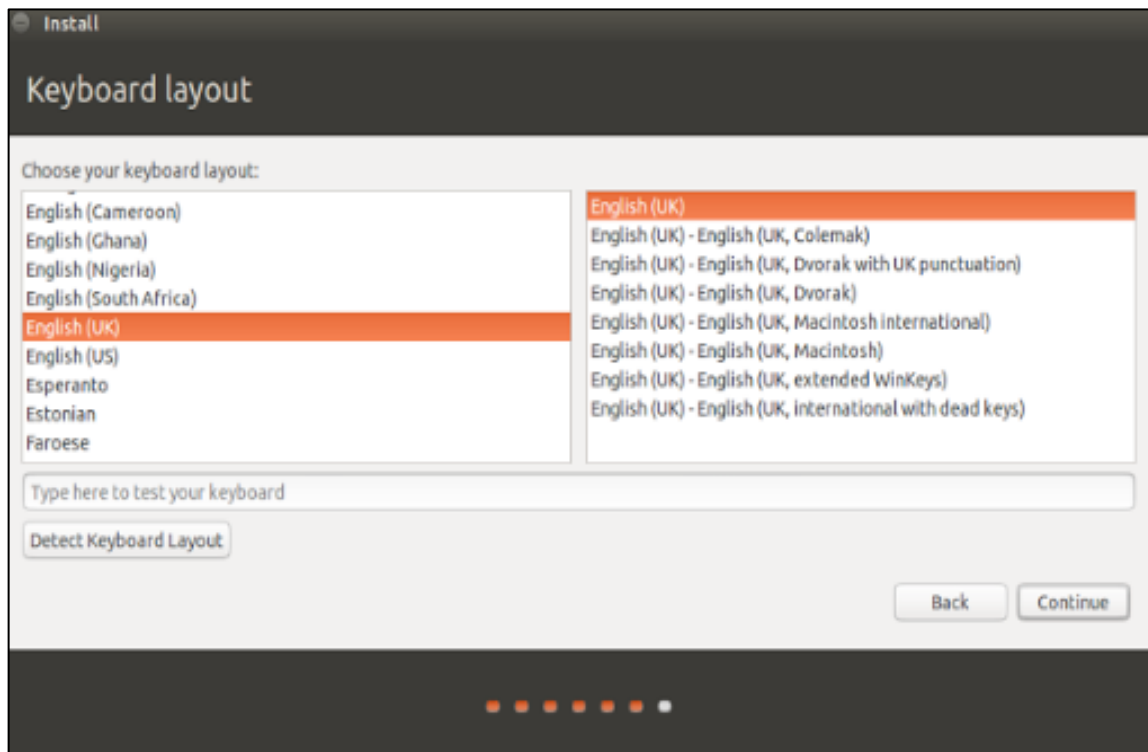 Install
Keyboard layout
Choose your keyboard layout:
English (Cameroon)
English (Ghana)
English (Nigeria)
English (South Africa)
English (UK)
English (US)
Esperanto
Estonian
Faroese
English (UK)
English (UK) - English (UK, Colemak)
English (UK) - English (UK, Dvorak with UK punctuation)
English (UK) - English (UK, Dvorak)
English (UK) - English (UK, Macintosh international)
English (UK) - English (UK, Macintosh)
English (UK) - English (UK, extended WinKeys)
English (UK) - English (UK, international with dead keys)
Type here to test your keyboard
Detect Keyboard Layout
Back
Continue